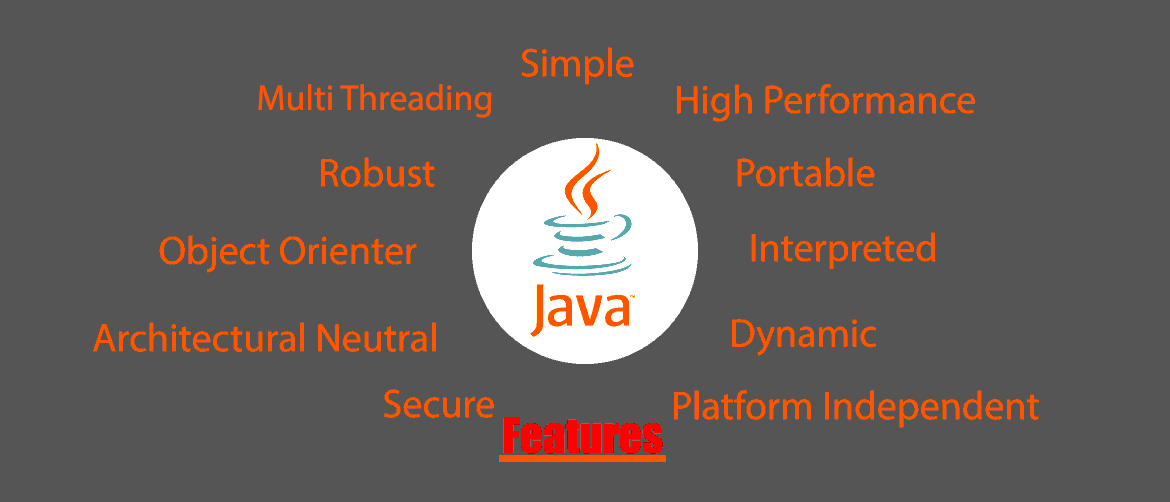 Simple
Multi Threading
High Performance
Robust
Portable
Object Orienter
Interpreted
Java™
Architectural Neutral
Dynamic
Secure
Platform Independent
Features